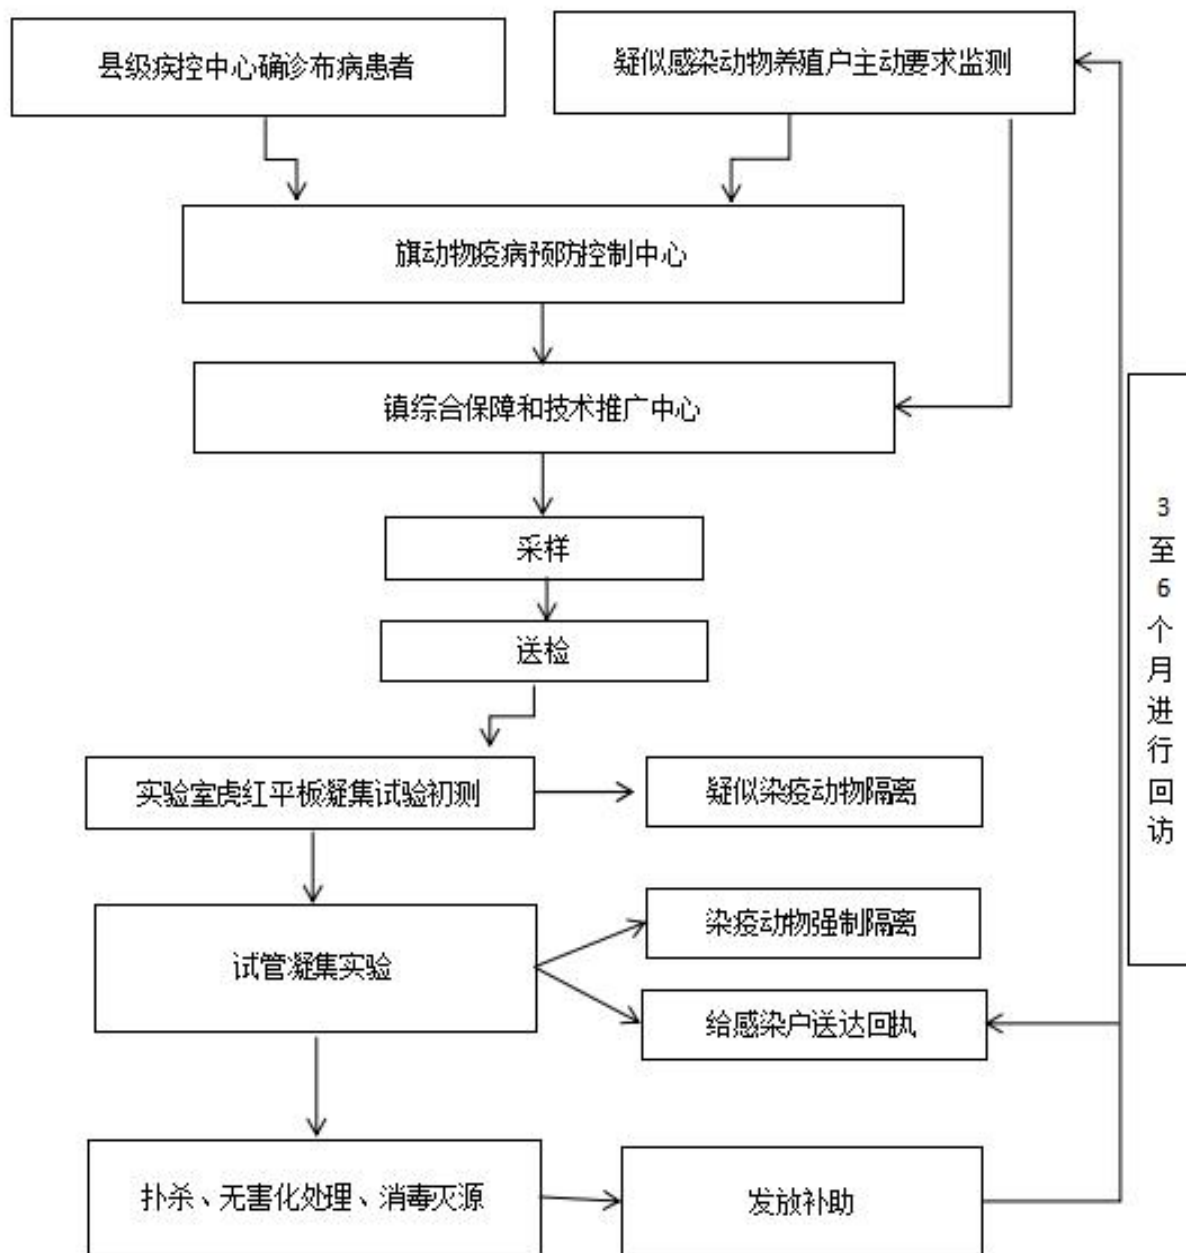 县级疾控中心确诊布病患者
疑似感染动物养殖户主动要求监测
旗动物疫病预防控制中心
镇综合保障和技术推广中心
采样
送检
实验室虎红平板凝集试验初测
疑似染疫动物隔离
染疫动物强制隔离
试管凝集实验
给感染户送达回执
扑杀、无害化处理、消毒灭源
发放补助
3
至
6
个
月
进
行
回
访